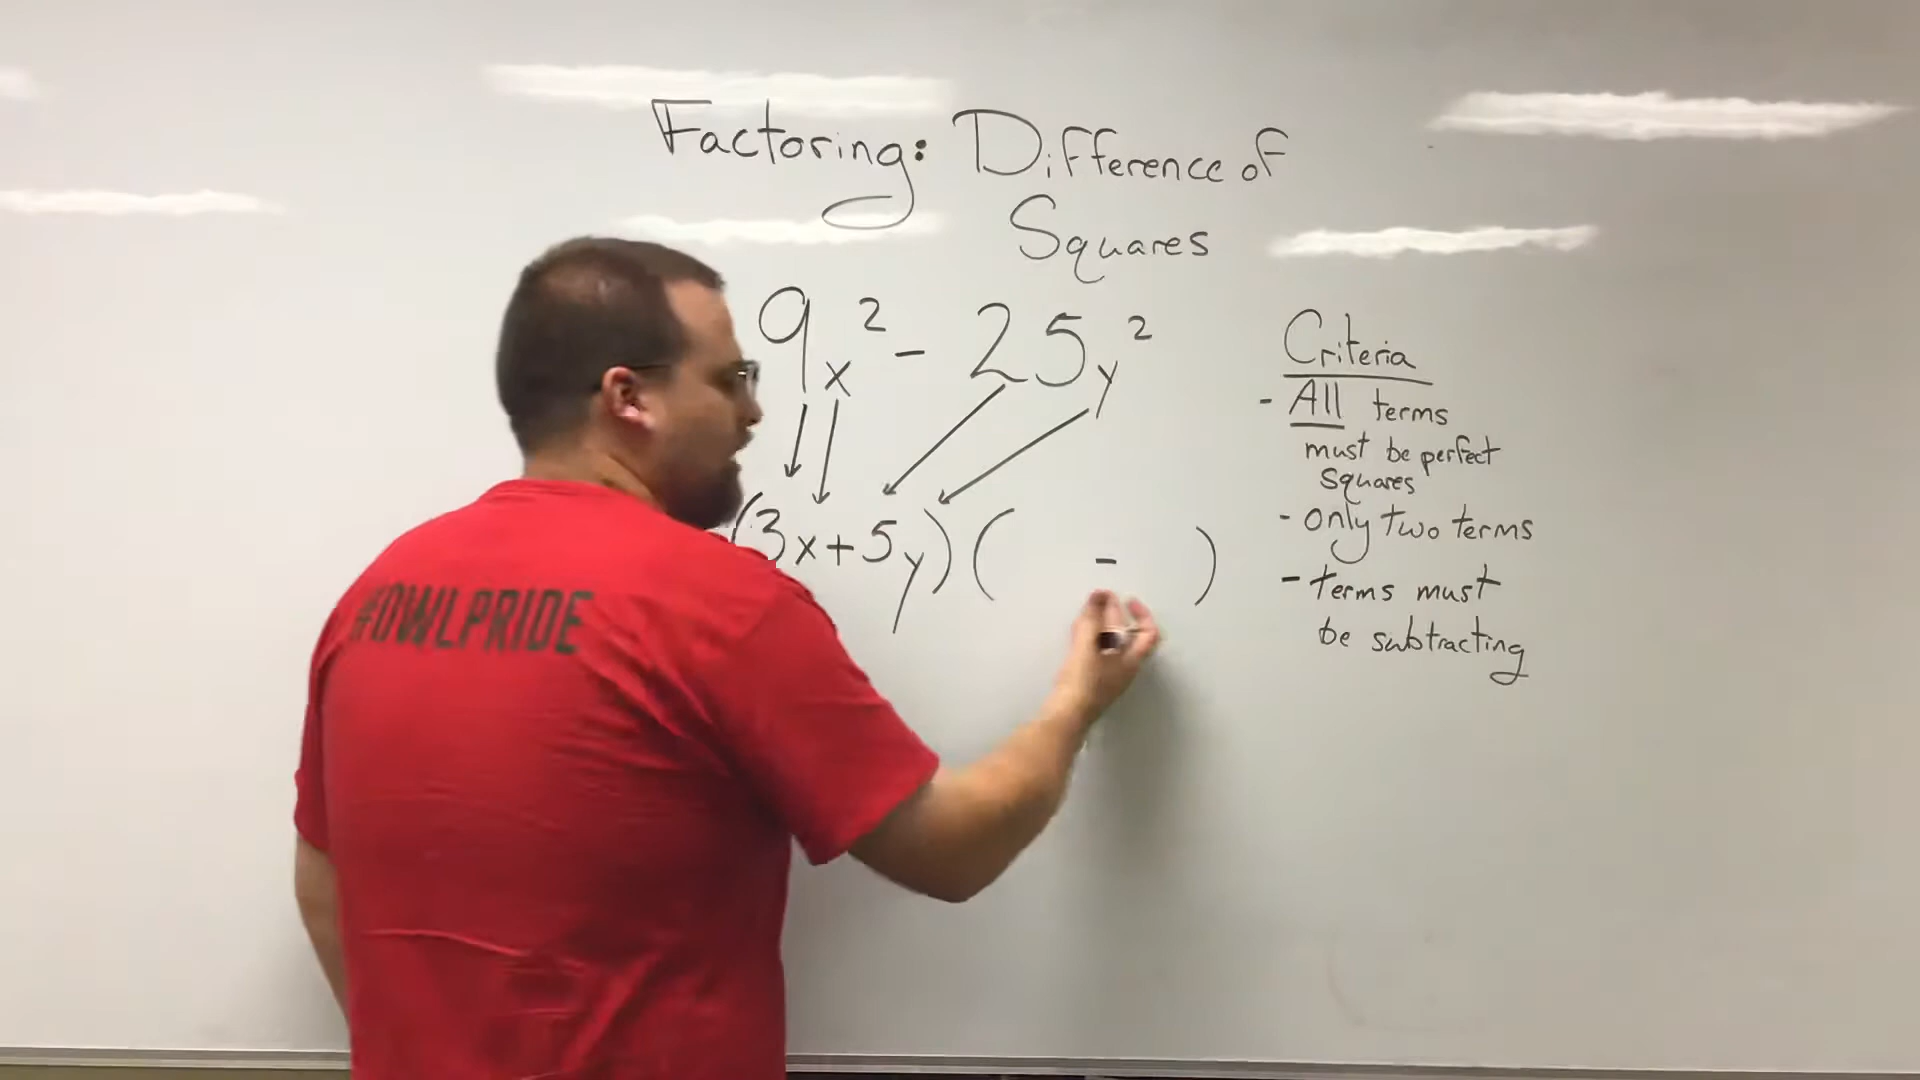 Factoring: Difference of
Squares
9x² - 25y²
(3x+5y)( - )
Criteria
- All terms
must be perfect
squares
- only two terms
- terms must
be subtracting
#OWLPRIDE